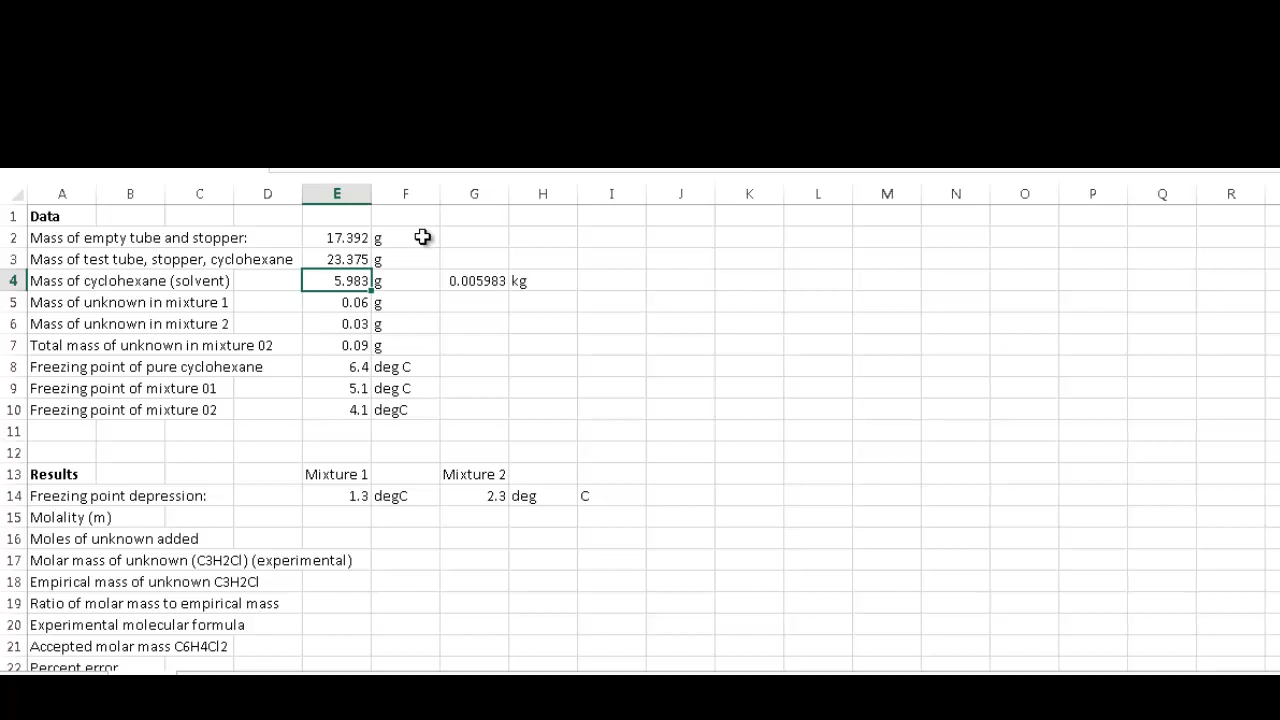 A B C D E F G H I J K L M N O P Q R
1 Data
2 Mass of empty tube and stopper: 17.392 g
3 Mass of test tube, stopper, cyclohexane 23.375 g
4 Mass of cyclohexane (solvent) 5.983 g 0.005983 kg
5 Mass of unknown in mixture 1 0.06 g
6 Mass of unknown in mixture 2 0.03 g
7 Total mass of unknown in mixture 02 0.09 g
8 Freezing point of pure cyclohexane 6.4 deg C
9 Freezing point of mixture 01 5.1 deg C
10 Freezing point of mixture 02 4.1 degC
11
12
13 Results Mixture 1 Mixture 2
14 Freezing point depression: 1.3 degC 2.3 deg C
15 Molality (m)
16 Moles of unknown added
17 Molar mass of unknown (C3H2Cl) (experimental)
18 Empirical mass of unknown C3H2Cl
19 Ratio of molar mass to empirical mass
20 Experimental molecular formula
21 Accepted molar mass C6H4Cl2
22 Percent error